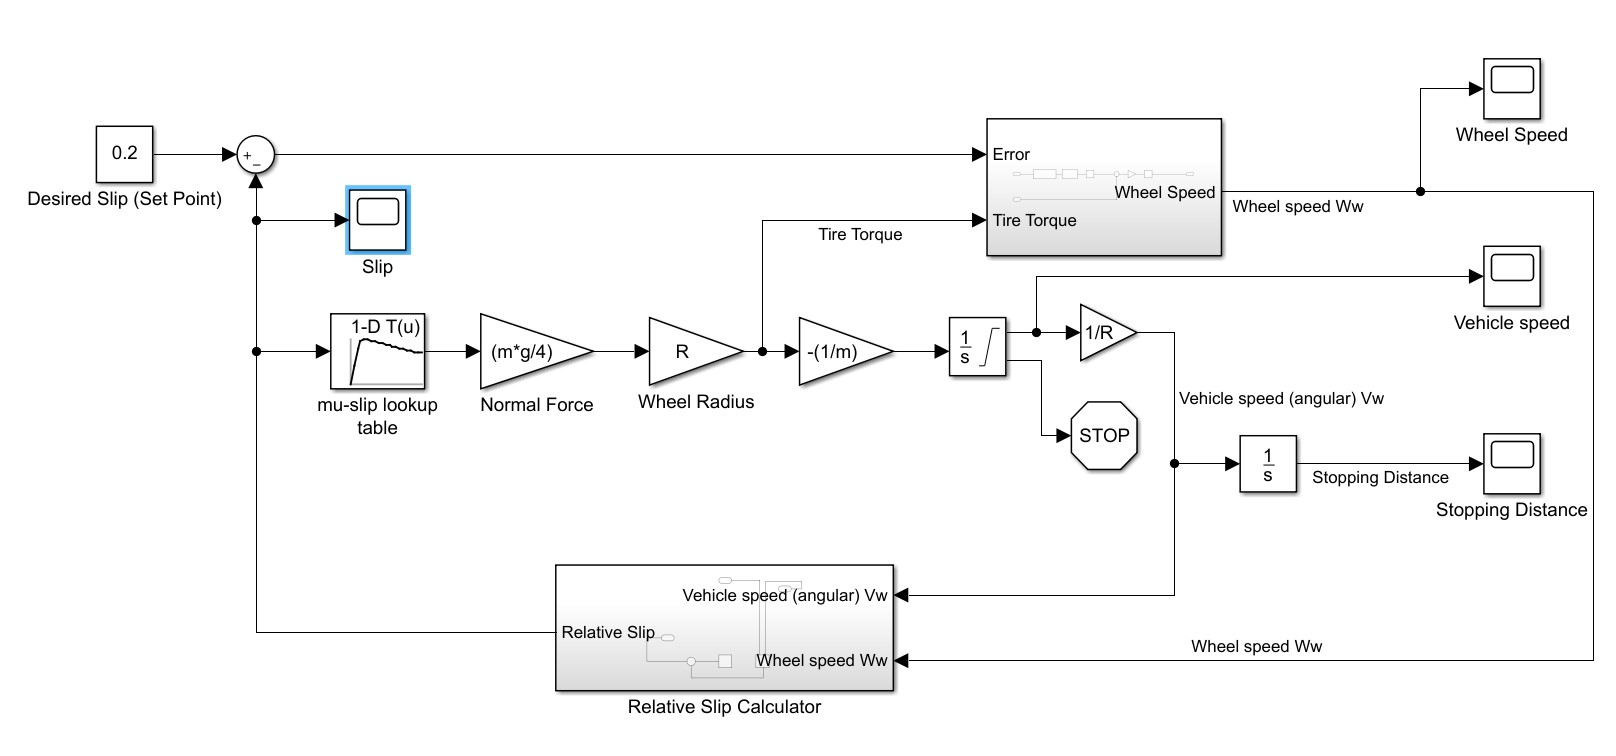 Wheel Speed
0.2
+
−
Desired Slip (Set Point)
Error
Wheel Speed
Tire Torque
Wheel speed Ww
Tire Torque
Slip
Vehicle speed
1-D T(u)
mu-slip lookup
table
(m*g/4)
Normal Force
R
Wheel Radius
-(1/m)
1
s
1/R
STOP
Vehicle speed (angular) Vw
1
s
Stopping Distance
Stopping Distance
Vehicle speed (angular) Vw
Relative Slip
Wheel speed Ww
Wheel speed Ww
Relative Slip Calculator